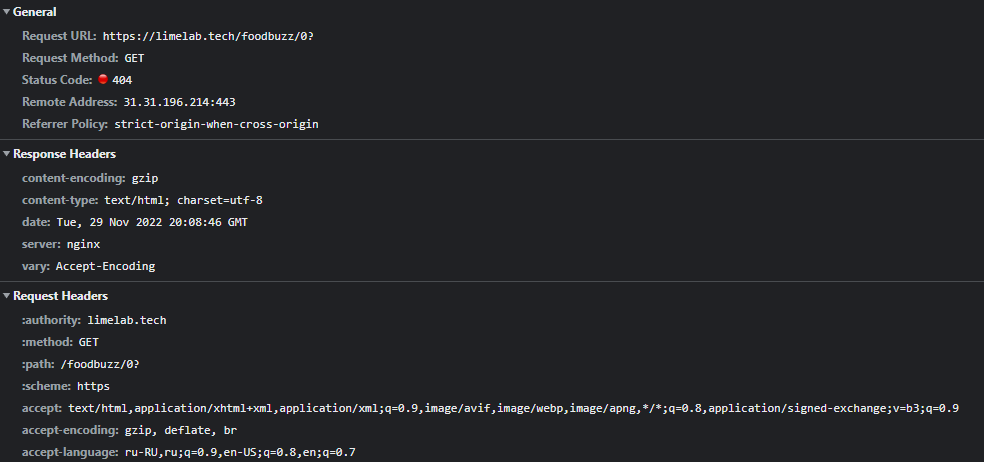 General
Request URL: https://limelab.tech/foodbuzz/0?
Request Method: GET
Status Code: 404
Remote Address: 31.31.196.214:443
Referrer Policy: strict-origin-when-cross-origin
Response Headers
content-encoding: gzip
content-type: text/html; charset=utf-8
date: Tue, 29 Nov 2022 20:08:46 GMT
server: nginx
vary: Accept-Encoding
Request Headers
:authority: limelab.tech
:method: GET
:path: /foodbuzz/0?
:scheme: https
accept: text/html,application/xhtml+xml,application/xml;q=0.9,image/avif,image/webp,image/apng,*/*;q=0.8,application/signed-exchange;v=b3;q=0.9
accept-encoding: gzip, deflate, br
accept-language: ru-RU,ru;q=0.9,en-US;q=0.8,en;q=0.7